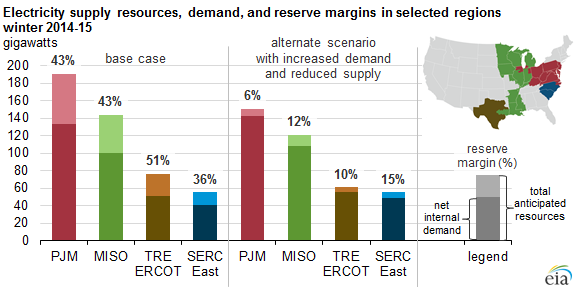 Electricity supply resources, demand, and reserve margins in selected regions
winter 2014-15
gigawatts
200
180
160
140
120
100
80
60
40
20
0
base case
43%
43%
51%
36%
PJM
MISO
TRE
ERCOT
SERC
East
alternate scenario
with increased demand
and reduced supply
6%
12%
10%
15%
PJM
MISO
TRE
ERCOT
SERC
East
reserve
margin (%)
net
internal
demand
total
anticipated
resources
legend
eia